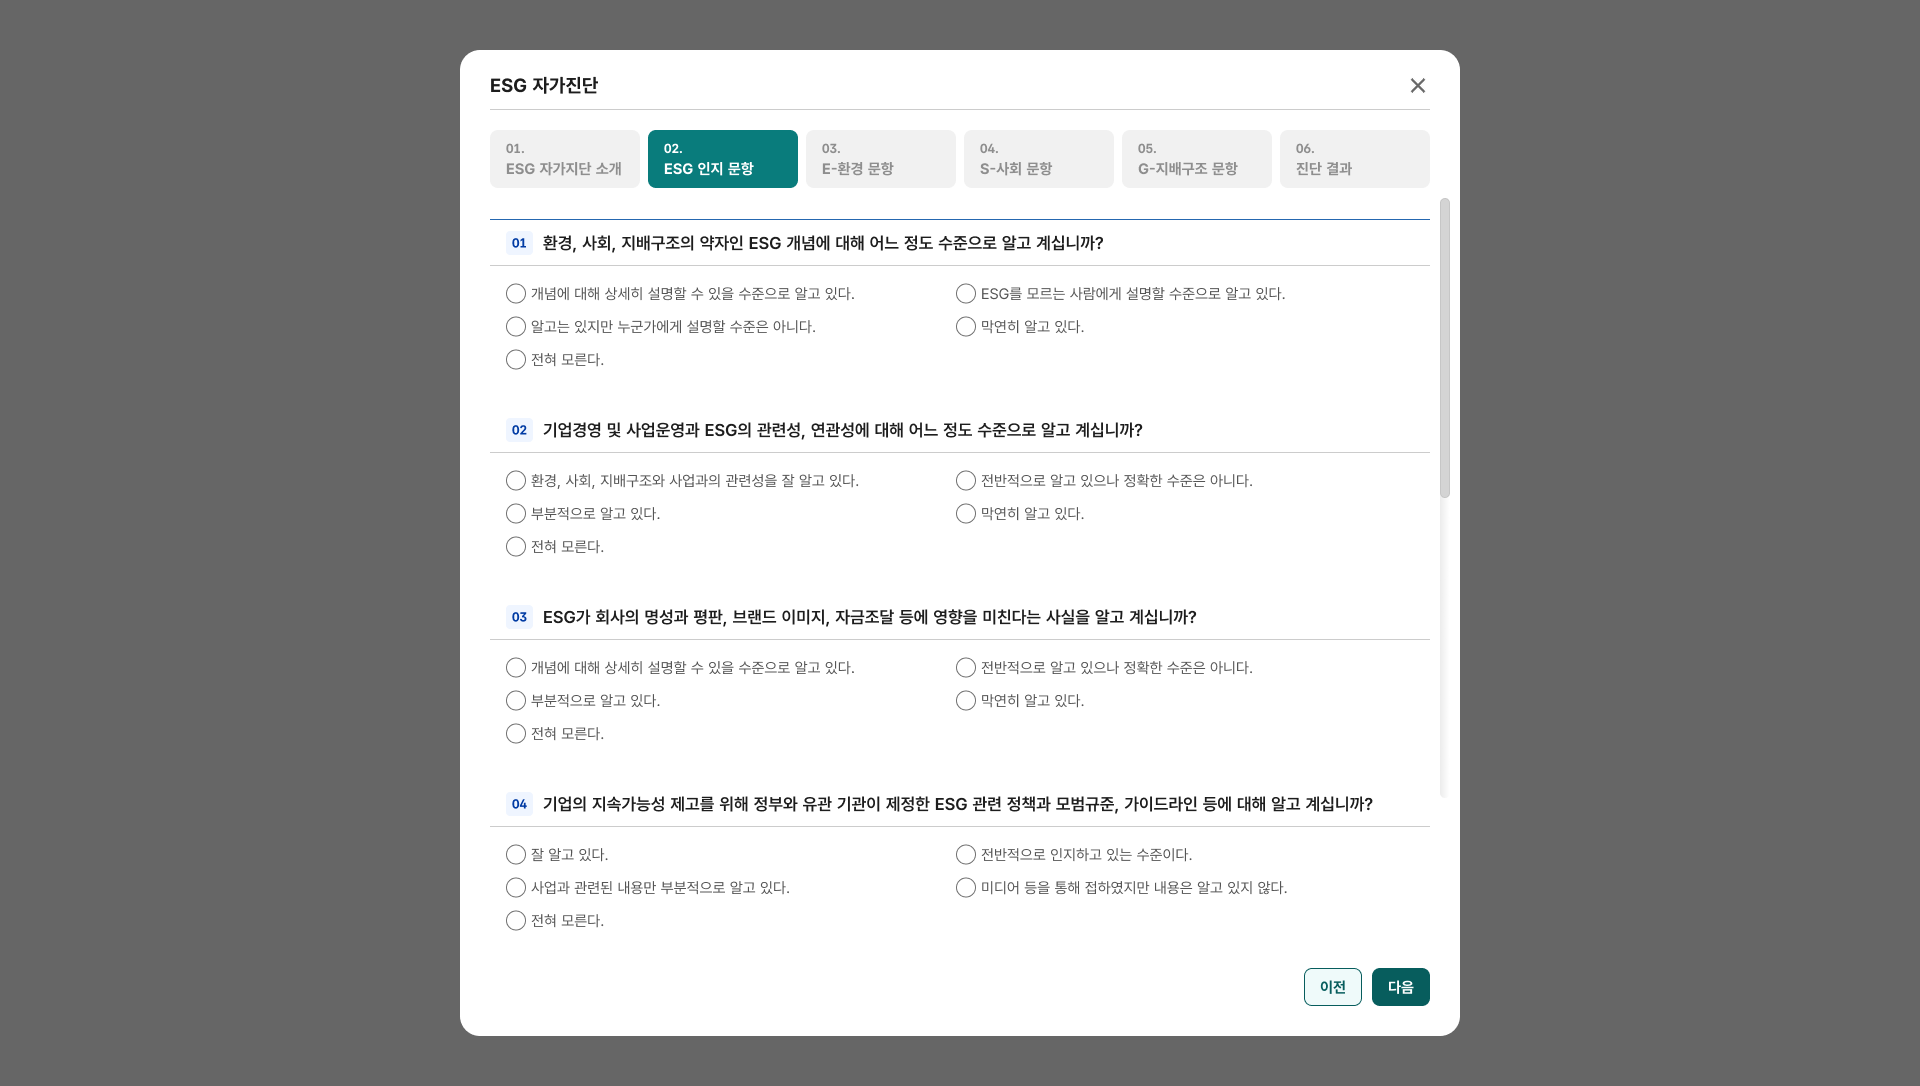 ESG 자가진단
01.
ESG 자가지단 소개
02.
ESG 인지 문항
03.
E-환경 문항
04.
S-사회 문항
05.
G-지배구조 문항
06.
진단 결과
01 환경, 사회, 지배구조의 약자인 ESG 개념에 대해 어느 정도 수준으로 알고 계십니까?
개념에 대해 상세히 설명할 수 있을 수준으로 알고 있다.
ESG를 모르는 사람에게 설명할 수준으로 알고 있다.
알고는 있지만 누군가에게 설명할 수준은 아니다.
막연히 알고 있다.
전혀 모른다.
02 기업경영 및 사업운영과 ESG의 관련성, 연관성에 대해 어느 정도 수준으로 알고 계십니까?
환경, 사회, 지배구조와 사업과의 관련성을 잘 알고 있다.
전반적으로 알고 있으나 정확한 수준은 아니다.
부분적으로 알고 있다.
막연히 알고 있다.
전혀 모른다.
03 ESG가 회사의 명성과 평판, 브랜드 이미지, 자금조달 등에 영향을 미친다는 사실을 알고 계십니까?
개념에 대해 상세히 설명할 수 있을 수준으로 알고 있다.
전반적으로 알고 있으나 정확한 수준은 아니다.
부분적으로 알고 있다.
막연히 알고 있다.
전혀 모른다.
04 기업의 지속가능성 제고를 위해 정부와 유관 기관이 제정한 ESG 관련 정책과 모범규준, 가이드라인 등에 대해 알고 계십니까?
잘 알고 있다.
전반적으로 인지하고 있는 수준이다.
사업과 관련된 내용만 부분적으로 알고 있다.
미디어 등을 통해 접하였지만 내용은 알고 있지 않다.
전혀 모른다.
이전
다음